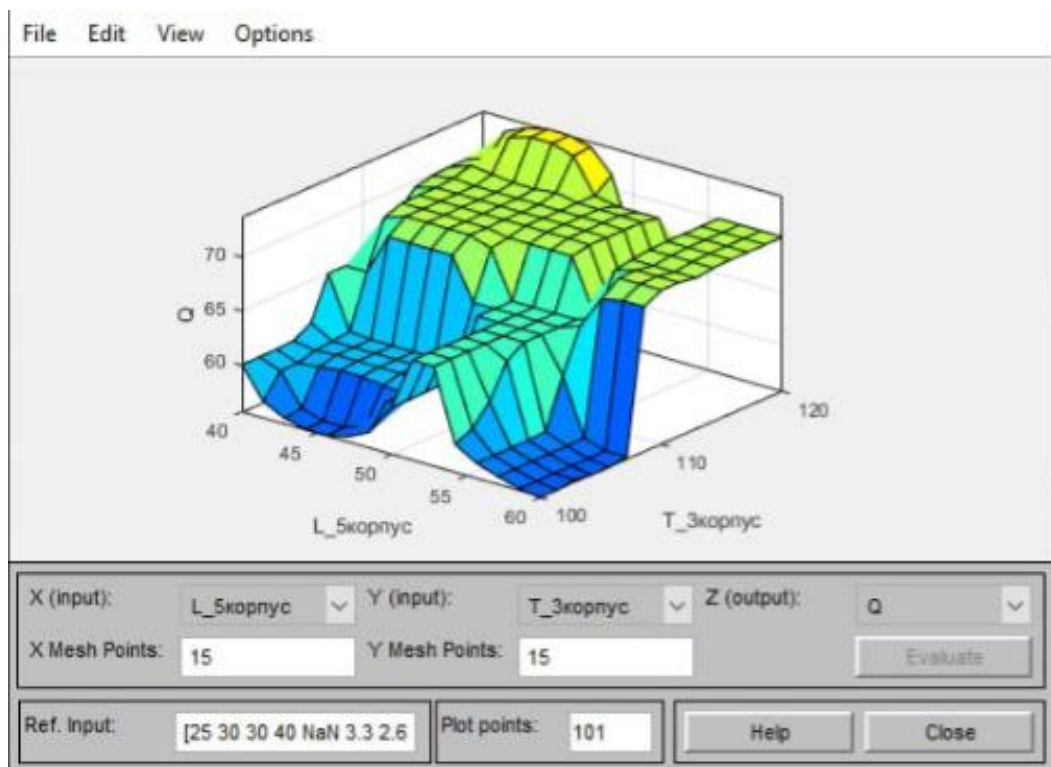 File Edit View Options
70
65
60
Q
40
45
50
55
60
100
110
120
L_5корпус
T_3корпус
X (input): L_5корпус Y (input): T_3корпус Z (output): Q
X Mesh Points: 15 Y Mesh Points: 15 Evaluate
Ref. Input: [25 30 30 40 NaN 3.3 2.6 Plot points: 101 Help Close